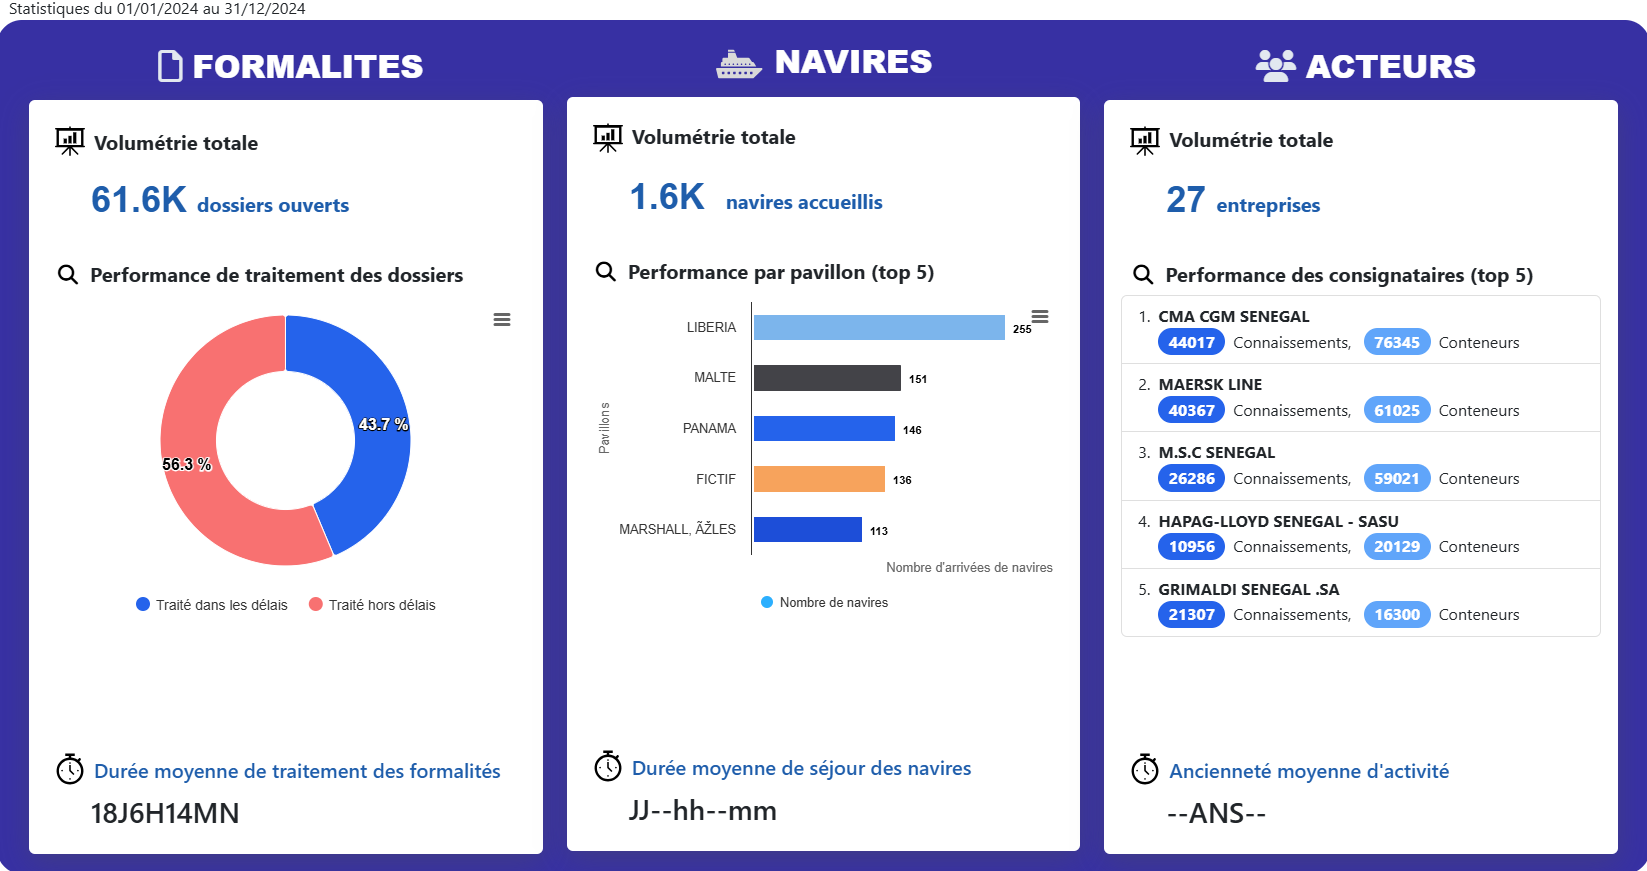 Statistiques du 01/01/2024 au 31/12/2024
FORMALITES
Volumétrie totale
61.6K dossiers ouverts
Performance de traitement des dossiers
43.7 %
56.3 %
Traité dans les délais
Traité hors délais
Durée moyenne de traitement des formalités
18J6H14MN
NAVIRES
Volumétrie totale
1.6K navires accueillis
Performance par pavillon (top 5)
Pavillons
LIBERIA 255
MALTE 151
PANAMA 146
FICTIF 136
MARSHALL, ÃŽLES 113
Nombre d'arrivées de navires
Nombre de navires
Durée moyenne de séjour des navires
JJ--hh--mm
ACTEURS
Volumétrie totale
27 entreprises
Performance des consignataires (top 5)
1. CMA CGM SENEGAL
44017 Connaissements, 76345 Conteneurs
2. MAERSK LINE
40367 Connaissements, 61025 Conteneurs
3. M.S.C SENEGAL
26286 Connaissements, 59021 Conteneurs
4. HAPAG-LLOYD SENEGAL - SASU
10956 Connaissements, 20129 Conteneurs
5. GRIMALDI SENEGAL .SA
21307 Connaissements, 16300 Conteneurs
Ancienneté moyenne d'activité
--ANS--